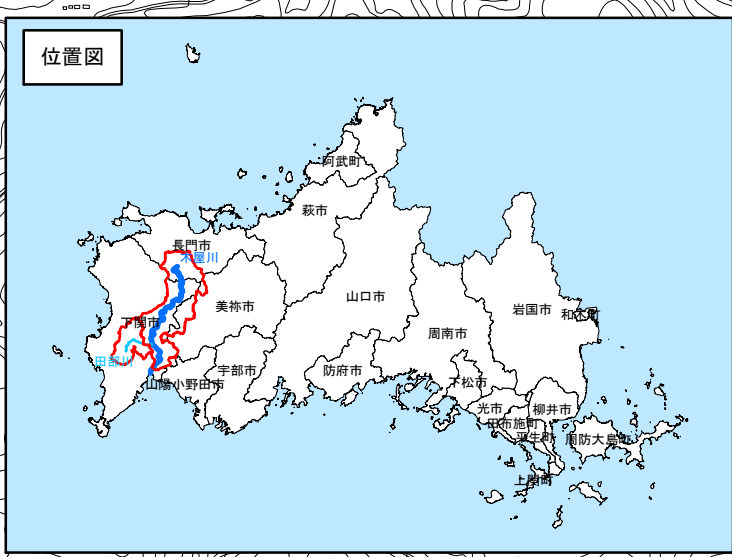 位置図
阿武町
萩市
長門市
木屋川
美祢市
山口市
岩国市
和木町
下関市
周南市
田部川
宇部市
防府市
山陽小野田市
下松市
光市
柳井市
田布施町
平生町
周防大島町
上関町